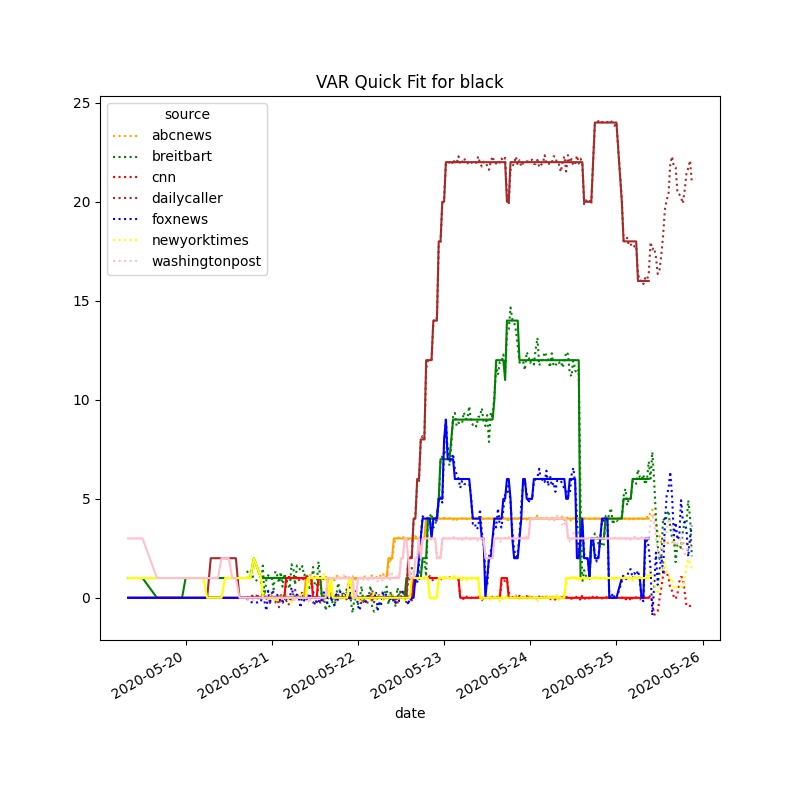 VAR Quick Fit for black
25
20
15
10
5
0
source
abcnews
breitbart
cnn
dailycaller
foxnews
newyorktimes
washingtonpost
2020-05-20
2020-05-21
2020-05-22
2020-05-23
2020-05-24
2020-05-25
2020-05-26
date